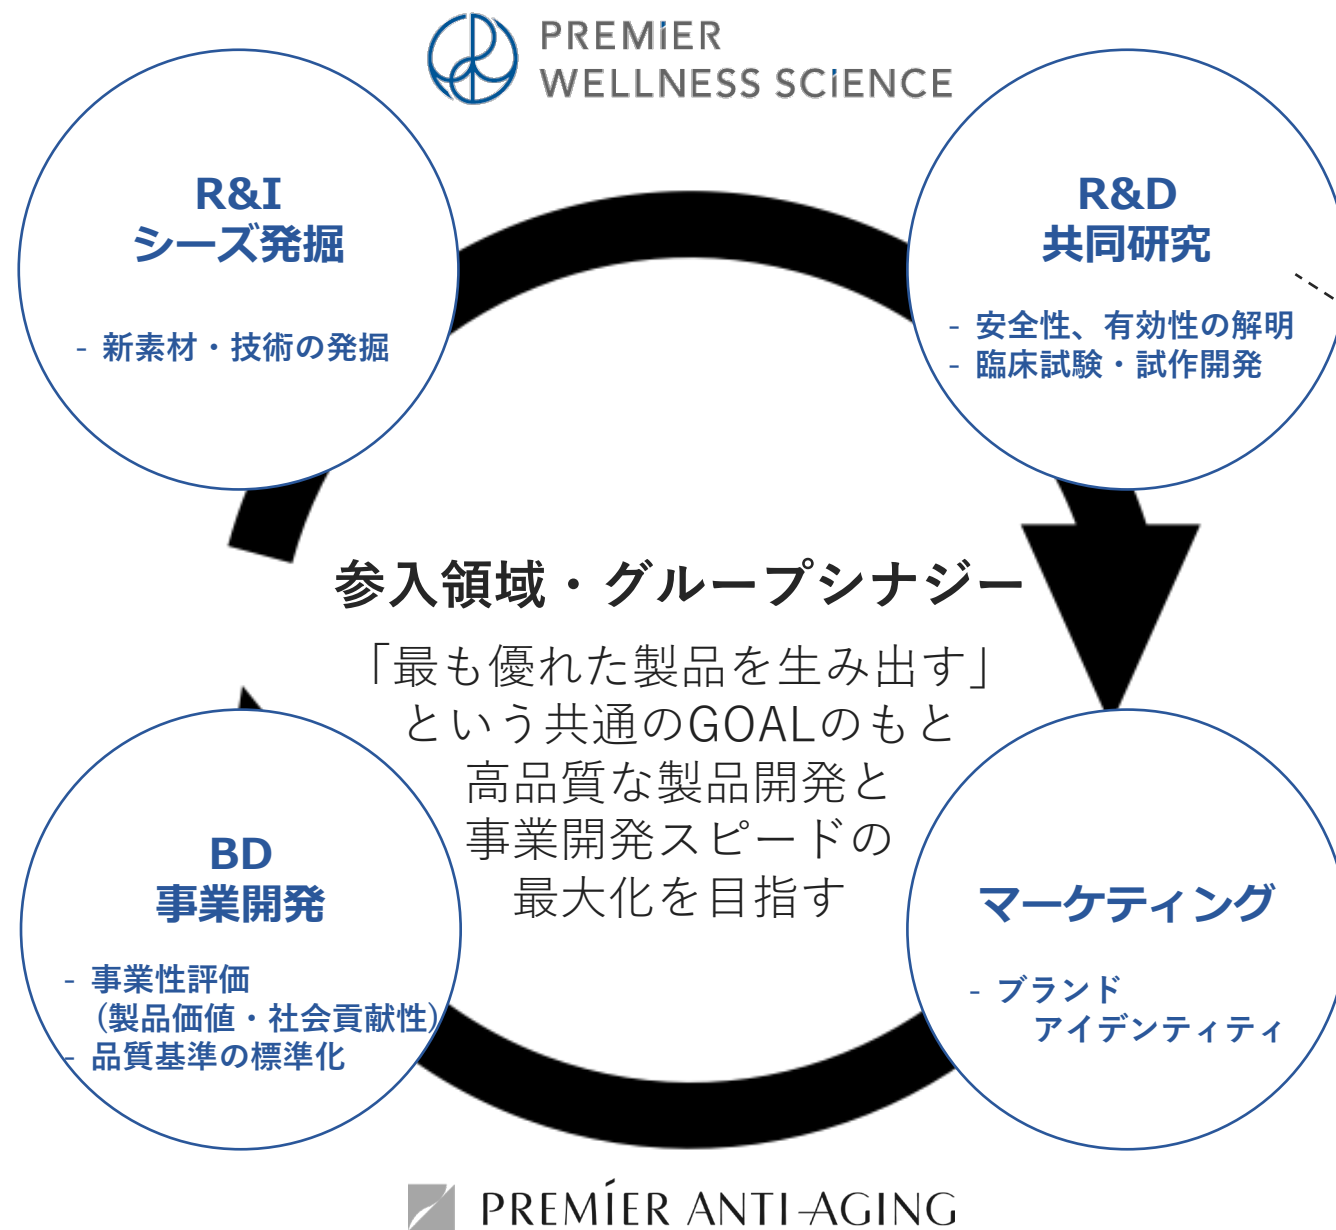 PREMiER
WELLNESS SCiENCE
R&I
シーズ発掘
- 新素材・技術の発掘
R&D
共同研究
- 安全性、有効性の解明
- 臨床試験・試作開発
参入領域・グループシナジー
「最も優れた製品を生み出す」
という共通のGOALのもと
高品質な製品開発と
事業開発スピードの
最大化を目指す
BD
事業開発
- 事業性評価
（製品価値・社会貢献性）
- 品質基準の標準化
マーケティング
- ブランド
アイデンティティ
PREMÍER ANTI-AGING